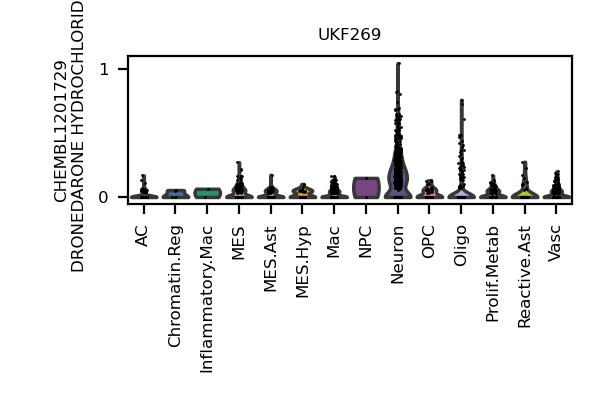 UKF269
CHEMBL1201729
DRONEDARONE HYDROCHLORID
1
0
AC
Chromatin.Reg
Inflammatory.Mac
MES
MES.Ast
MES.Hyp
Mac
NPC
Neuron
OPC
Oligo
Prolif.Metab
Reactive.Ast
Vasc